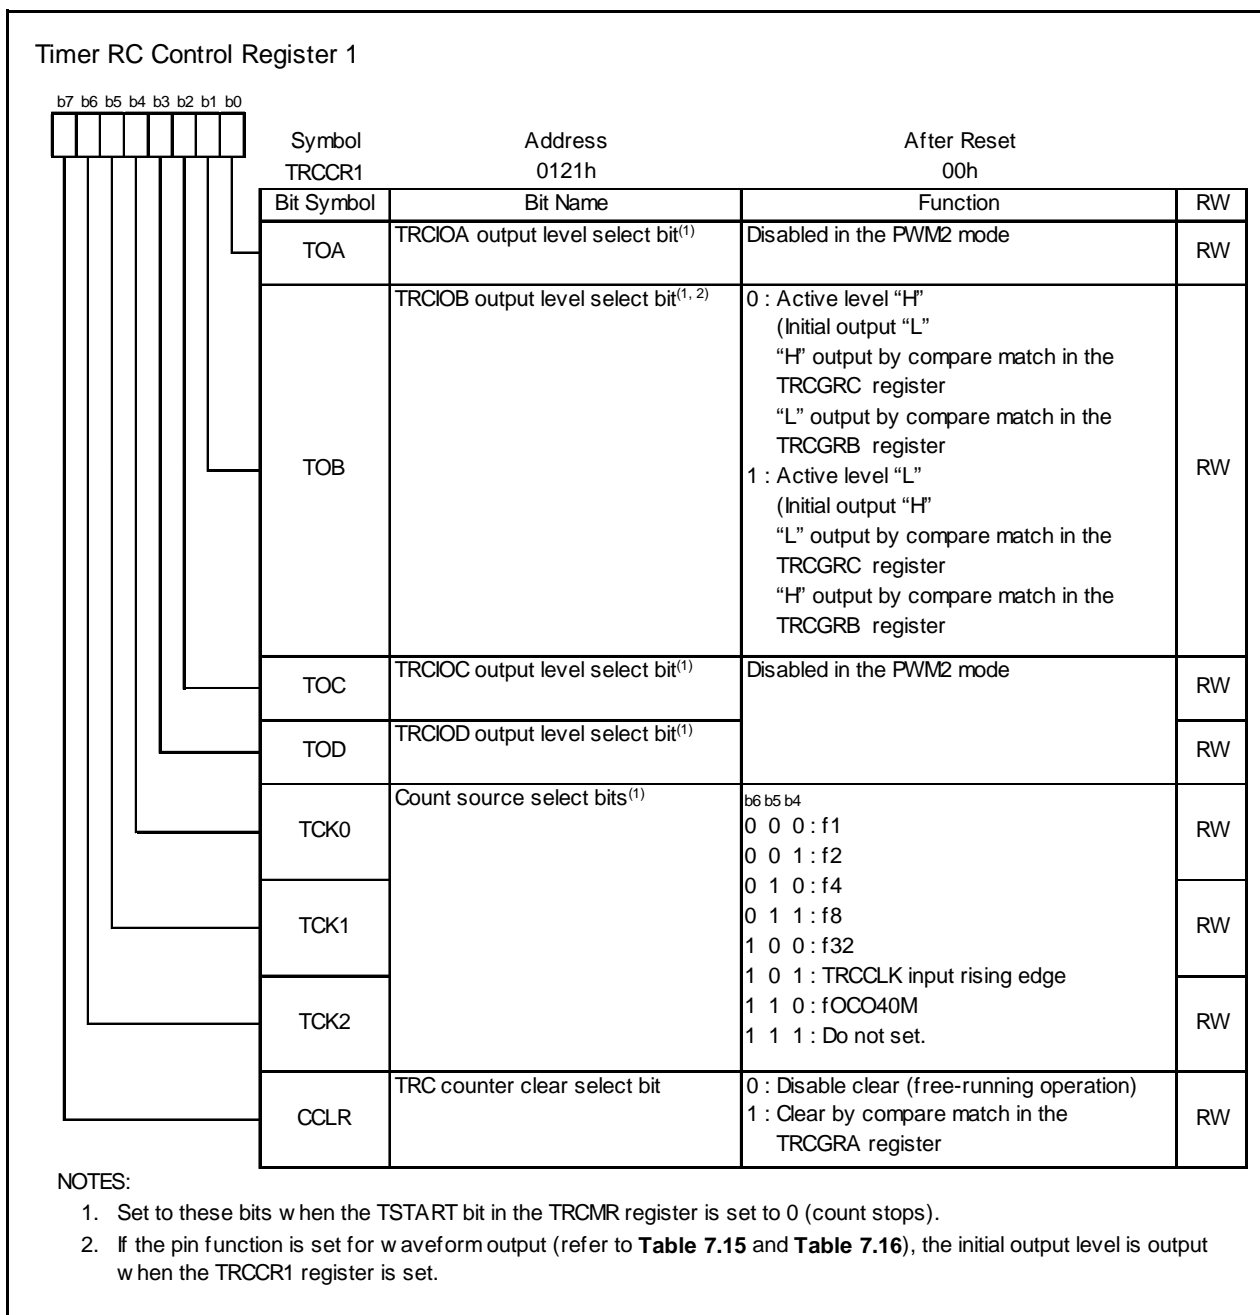 Timer RC Control Register 1
b7 b6 b5 b4 b3 b2 b1 b0
Symbol Address After Reset
TRCCR1 0121h 00h
Bit Symbol Bit Name Function RW
TOA TRCIOA output level select bit(1) Disabled in the PWM2 mode RW
TOB TRCIOB output level select bit(1, 2) 0 : Active level “H”
(Initial output “L”
“H” output by compare match in the
TRCGRC register
“L” output by compare match in the
TRCGRB register
1 : Active level “L”
(Initial output “H”
“L” output by compare match in the
TRCGRC register
“H” output by compare match in the
TRCGRB register
RW
TOC TRCIOC output level select bit(1) Disabled in the PWM2 mode RW
TOD TRCIOD output level select bit(1) RW
TCK0 Count source select bits(1) b6 b5 b4
0 0 0 : f1
RW
0 0 1 : f2
0 1 0 : f4
TCK1 0 1 1 : f8 RW
1 0 0 : f32
1 0 1 : TRCCLK input rising edge
TCK2 1 1 0 : fOCO40M RW
1 1 1 : Do not set.
CCLR TRC counter clear select bit 0 : Disable clear (free-running operation)
1 : Clear by compare match in the
TRCGRA register
RW
NOTES:
1. Set to these bits when the TSTART bit in the TRCMR register is set to 0 (count stops).
2. If the pin function is set for waveform output (refer to Table 7.15 and Table 7.16), the initial output level is output
when the TRCCR1 register is set.